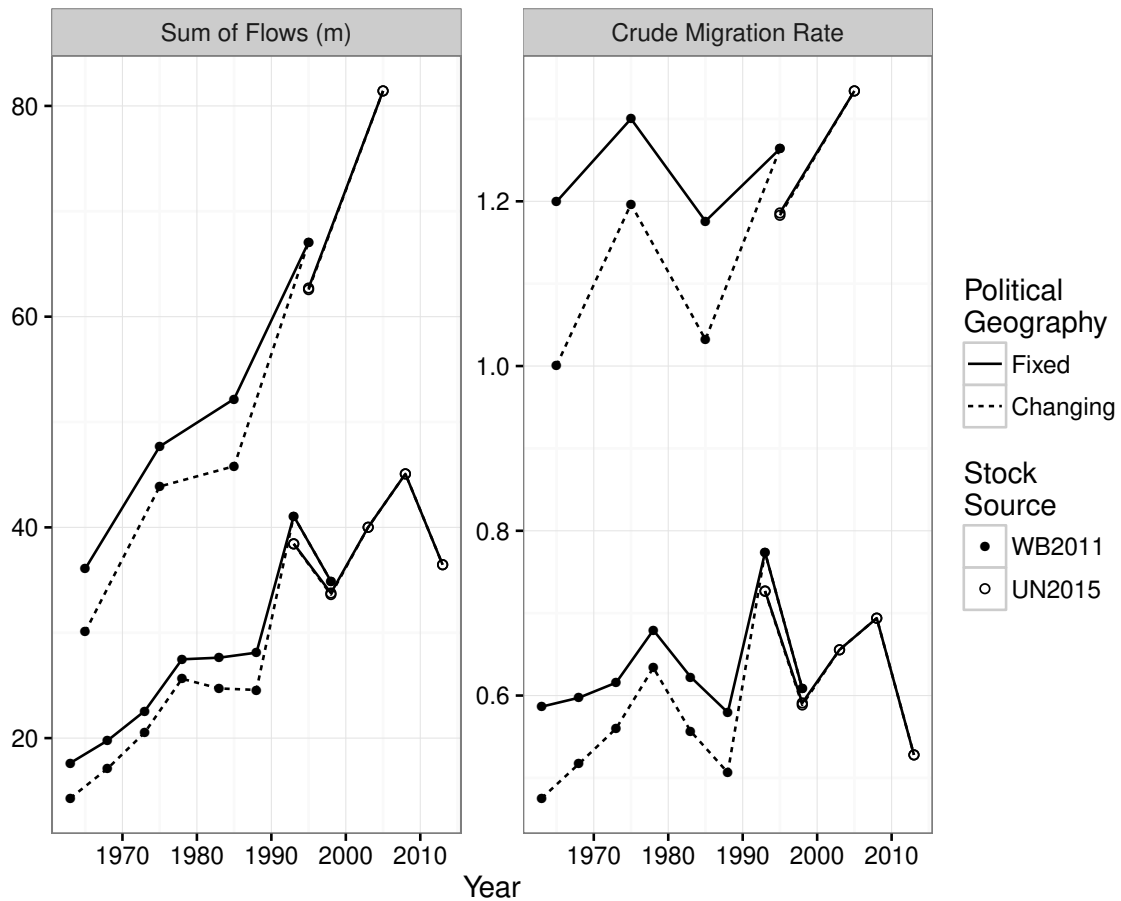 Sum of Flows (m)
Crude Migration Rate
80
60
40
20
1.2
1.0
0.8
0.6
1970 1980 1990 2000 2010
1970 1980 1990 2000 2010
Year
Political
Geography
Fixed
Changing
Stock
Source
WB2011
UN2015